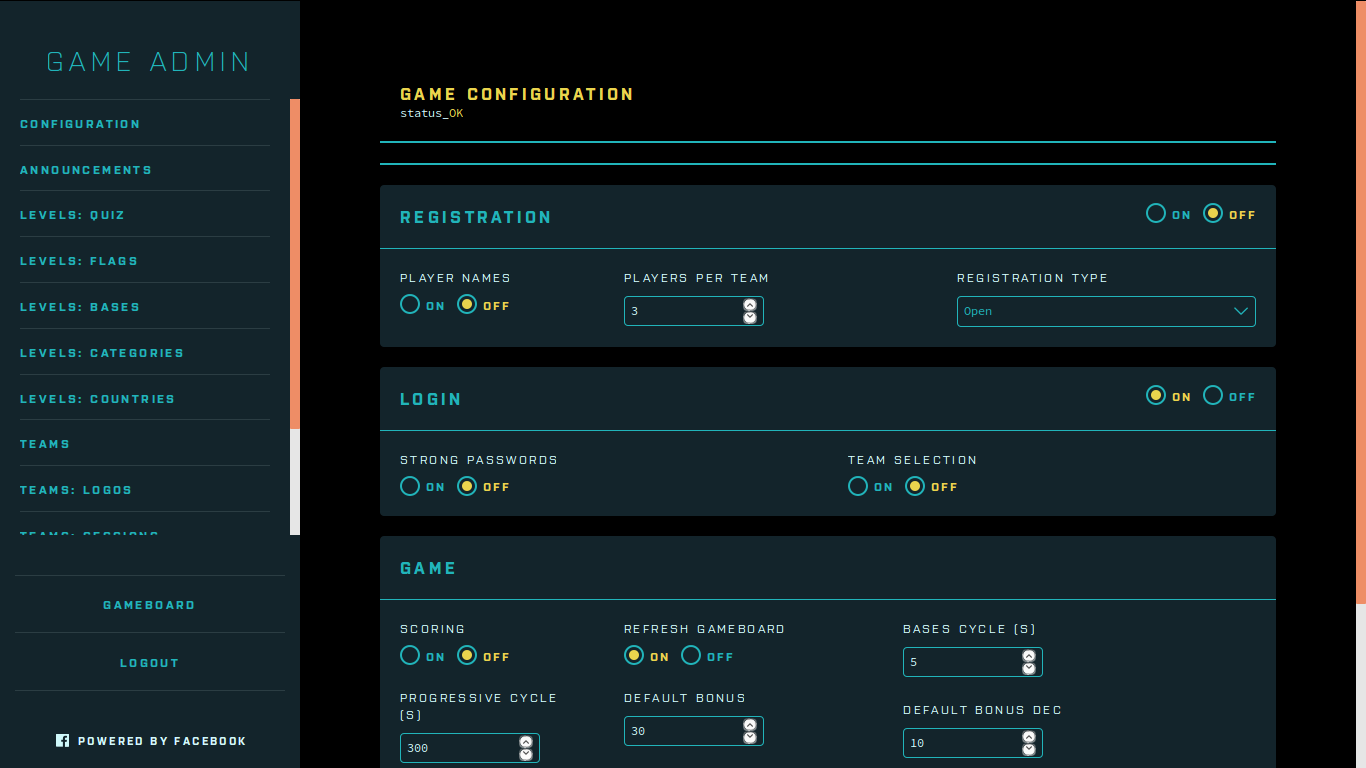 GAME ADMIN
CONFIGURATION
ANNOUNCEMENTS
LEVELS: QUIZ
LEVELS: FLAGS
LEVELS: BASES
LEVELS: CATEGORIES
LEVELS: COUNTRIES
TEAMS
TEAMS: LOGOS
TEAMS: SESSIONS
GAMEBOARD
LOGOUT
POWERED BY FACEBOOK
GAME CONFIGURATION
status_OK
REGISTRATION
ON OFF
PLAYER NAMES PLAYERS PER TEAM REGISTRATION TYPE
ON OFF 3 Open
LOGIN
ON OFF
STRONG PASSWORDS TEAM SELECTION
ON OFF ON OFF
GAME
SCORING REFRESH GAMEBOARD BASES CYCLE (S)
ON OFF ON OFF 5
PROGRESSIVE CYCLE
(S)
300
DEFAULT BONUS
30
DEFAULT BONUS DEC
10